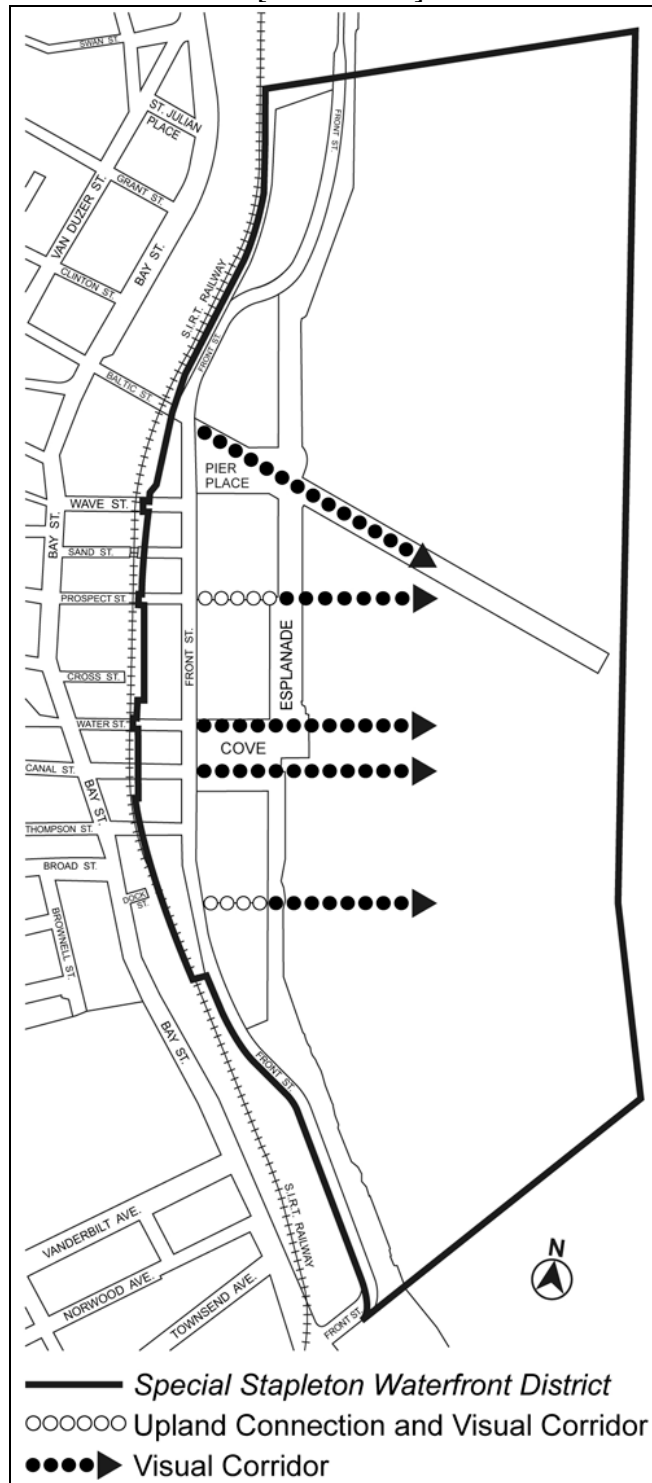 SWAN ST.
ST. JULIAN
PLACE
FRONT ST.
GRANT ST.
VAN DUZER ST.
BAY ST.
CLINTON ST.
S.I.R.T. RAILWAY
FRONT ST.
BALTIC ST.
PIER
PLACE
WAVE ST.
BAY ST.
SAND ST.
PROSPECT ST.
FRONT ST.
ESPLANADE
CROSS ST.
WATER ST.
COVE
CANAL ST.
BAY ST.
THOMPSON ST.
BROAD ST.
DOCK
ST.
BROWNELL ST.
BAY ST.
FRONT ST.
S.I.R.T. RAILWAY
VANDERBILT AVE.
NORWOOD AVE.
TOWNSEND AVE.
FRONT ST.
N
Special Stapleton Waterfront District
Upland Connection and Visual Corridor
Visual Corridor